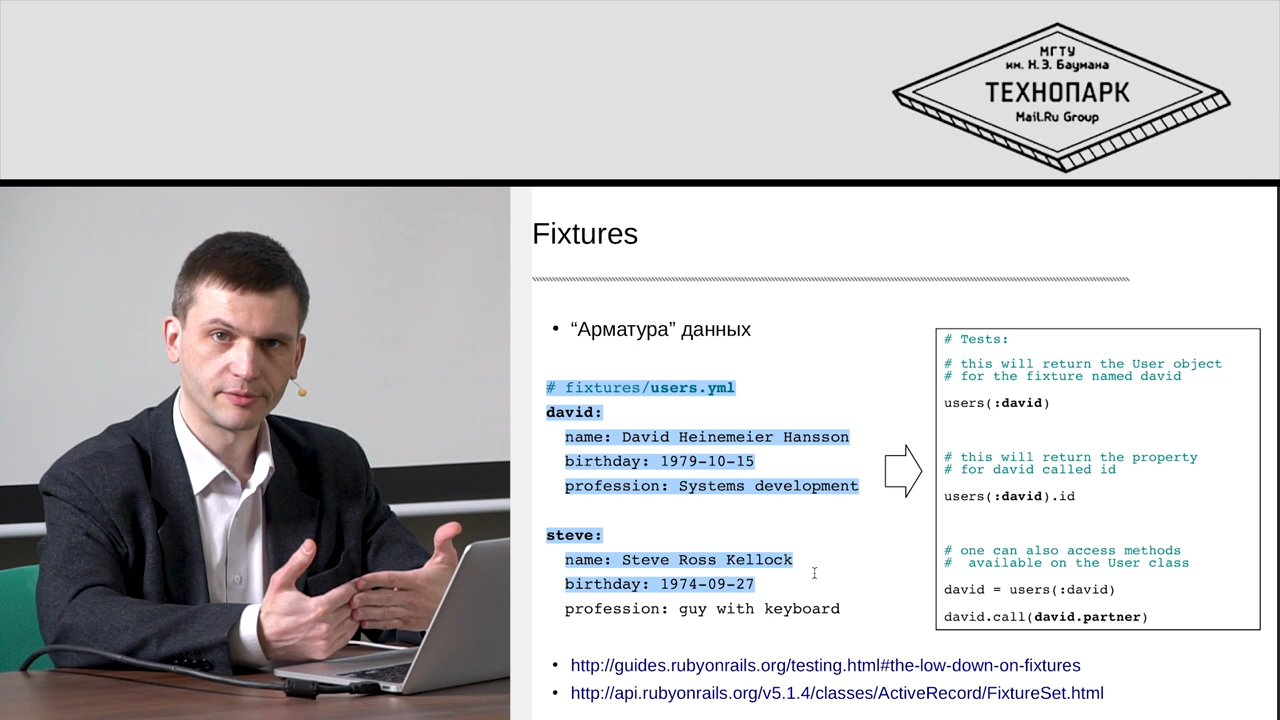 МГТУ
им. Н.Э. Баумана
ТЕХНОПАРК
Mail.Ru Group
Fixtures
• “Арматура” данных
# fixtures/users.yml
david:
name: David Heinemeier Hansson
birthday: 1979-10-15
profession: Systems development
steve:
name: Steve Ross Kellock
birthday: 1974-09-27
profession: guy with keyboard
# Tests:
# this will return the User object
# for the fixture named david
users(:david)
# this will return the property
# for david called id
users(:david).id
# one can also access methods
#  available on the User class
david = users(:david)
david.call(david.partner)
• http://guides.rubyonrails.org/testing.html#the-low-down-on-fixtures
• http://api.rubyonrails.org/v5.1.4/classes/ActiveRecord/FixtureSet.html